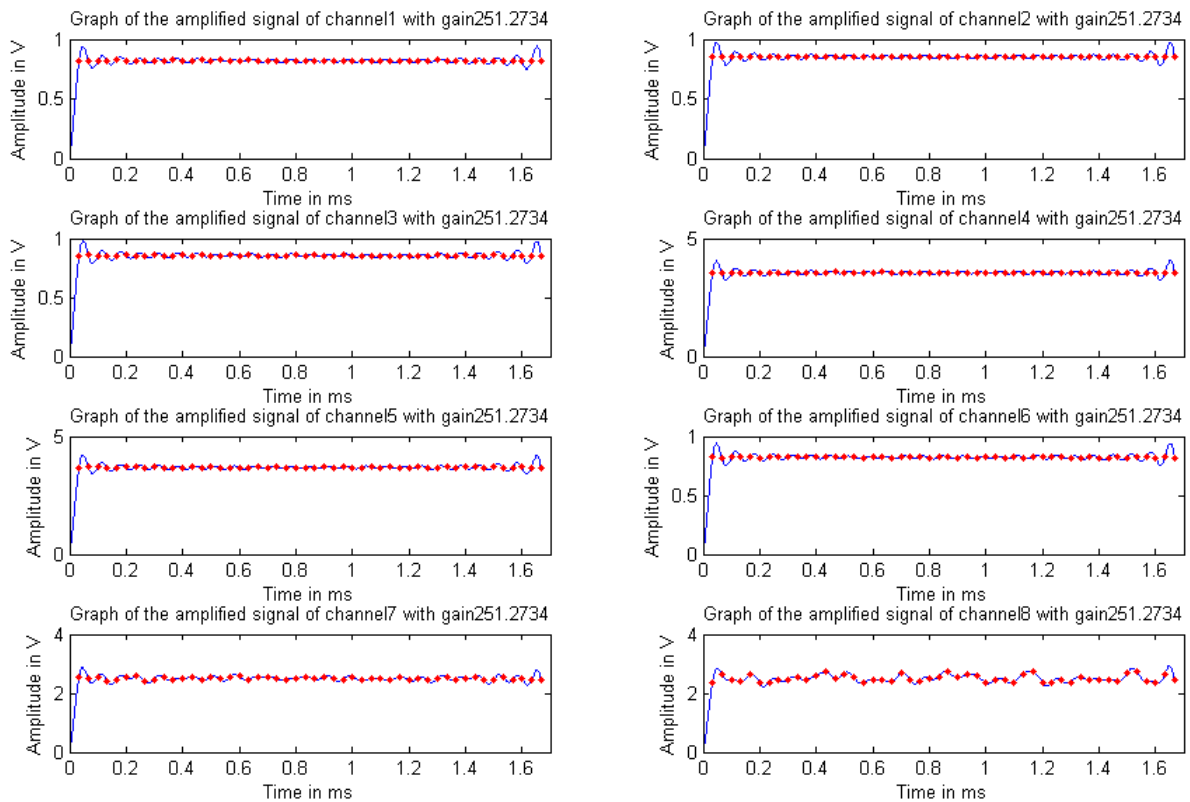 Graph of the amplified signal of channel1 with gain251.2734
1
0.5
0
Amplitude in V
0 0.2 0.4 0.6 0.8 1 1.2 1.4 1.6
Time in ms
Graph of the amplified signal of channel2 with gain251.2734
1
0.5
0
Amplitude in V
0 0.2 0.4 0.6 0.8 1 1.2 1.4 1.6
Time in ms
Graph of the amplified signal of channel3 with gain251.2734
1
0.5
0
Amplitude in V
0 0.2 0.4 0.6 0.8 1 1.2 1.4 1.6
Time in ms
Graph of the amplified signal of channel4 with gain251.2734
5
0
Amplitude in V
0 0.2 0.4 0.6 0.8 1 1.2 1.4 1.6
Time in ms
Graph of the amplified signal of channel5 with gain251.2734
5
0
Amplitude in V
0 0.2 0.4 0.6 0.8 1 1.2 1.4 1.6
Time in ms
Graph of the amplified signal of channel6 with gain251.2734
1
0.5
0
Amplitude in V
0 0.2 0.4 0.6 0.8 1 1.2 1.4 1.6
Time in ms
Graph of the amplified signal of channel7 with gain251.2734
4
2
0
Amplitude in V
0 0.2 0.4 0.6 0.8 1 1.2 1.4 1.6
Time in ms
Graph of the amplified signal of channel8 with gain251.2734
4
2
0
Amplitude in V
0 0.2 0.4 0.6 0.8 1 1.2 1.4 1.6
Time in ms